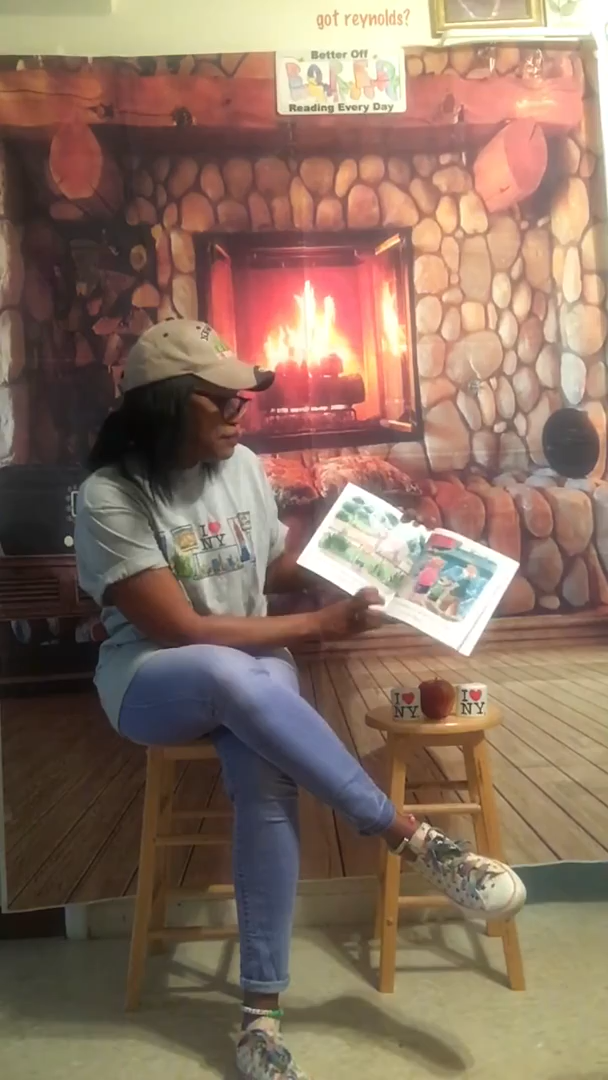 got reynolds?
Better Off
B.O.R.E.D.
Reading Every Day
I ♥
NY
I ♥
NY
I ♥
NY